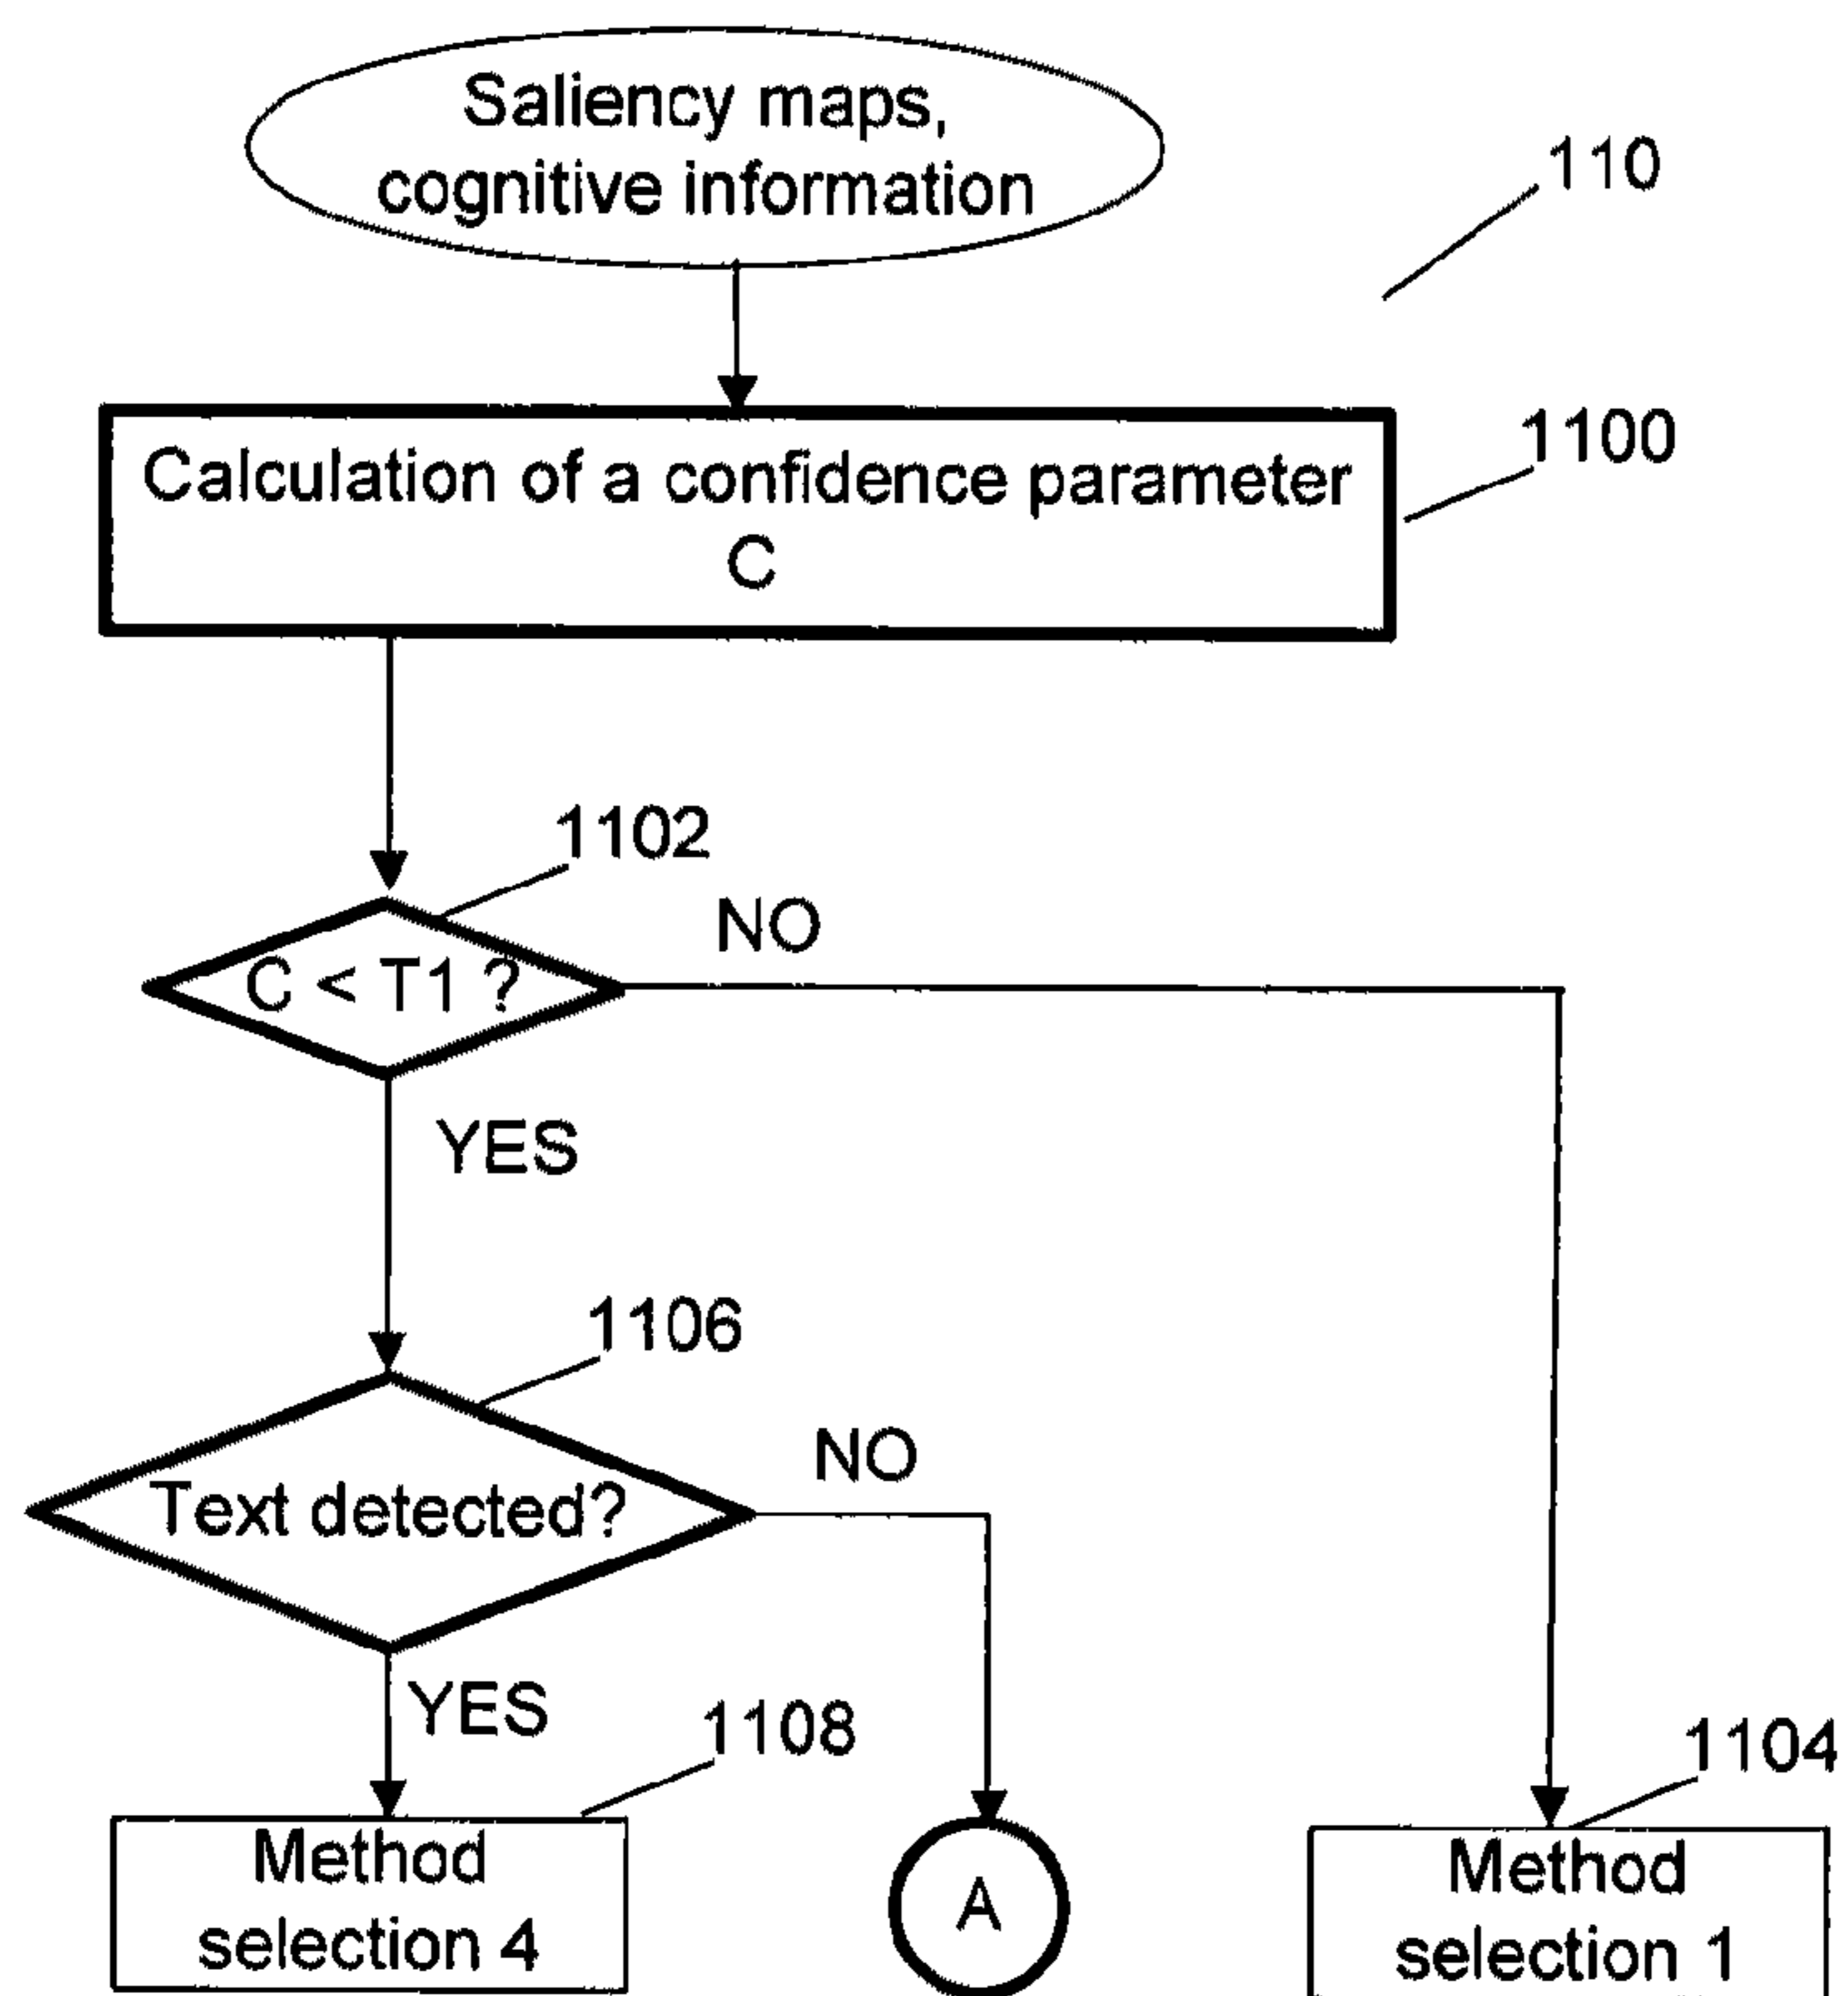 Saliency maps,
cognitive information
110
Calculation of a confidence parameter
C
1100
1102
C < T1 ?
NO
YES
1106
Text detected?
NO
YES
1108
1104
Method
selection 4
A
Method
selection 1